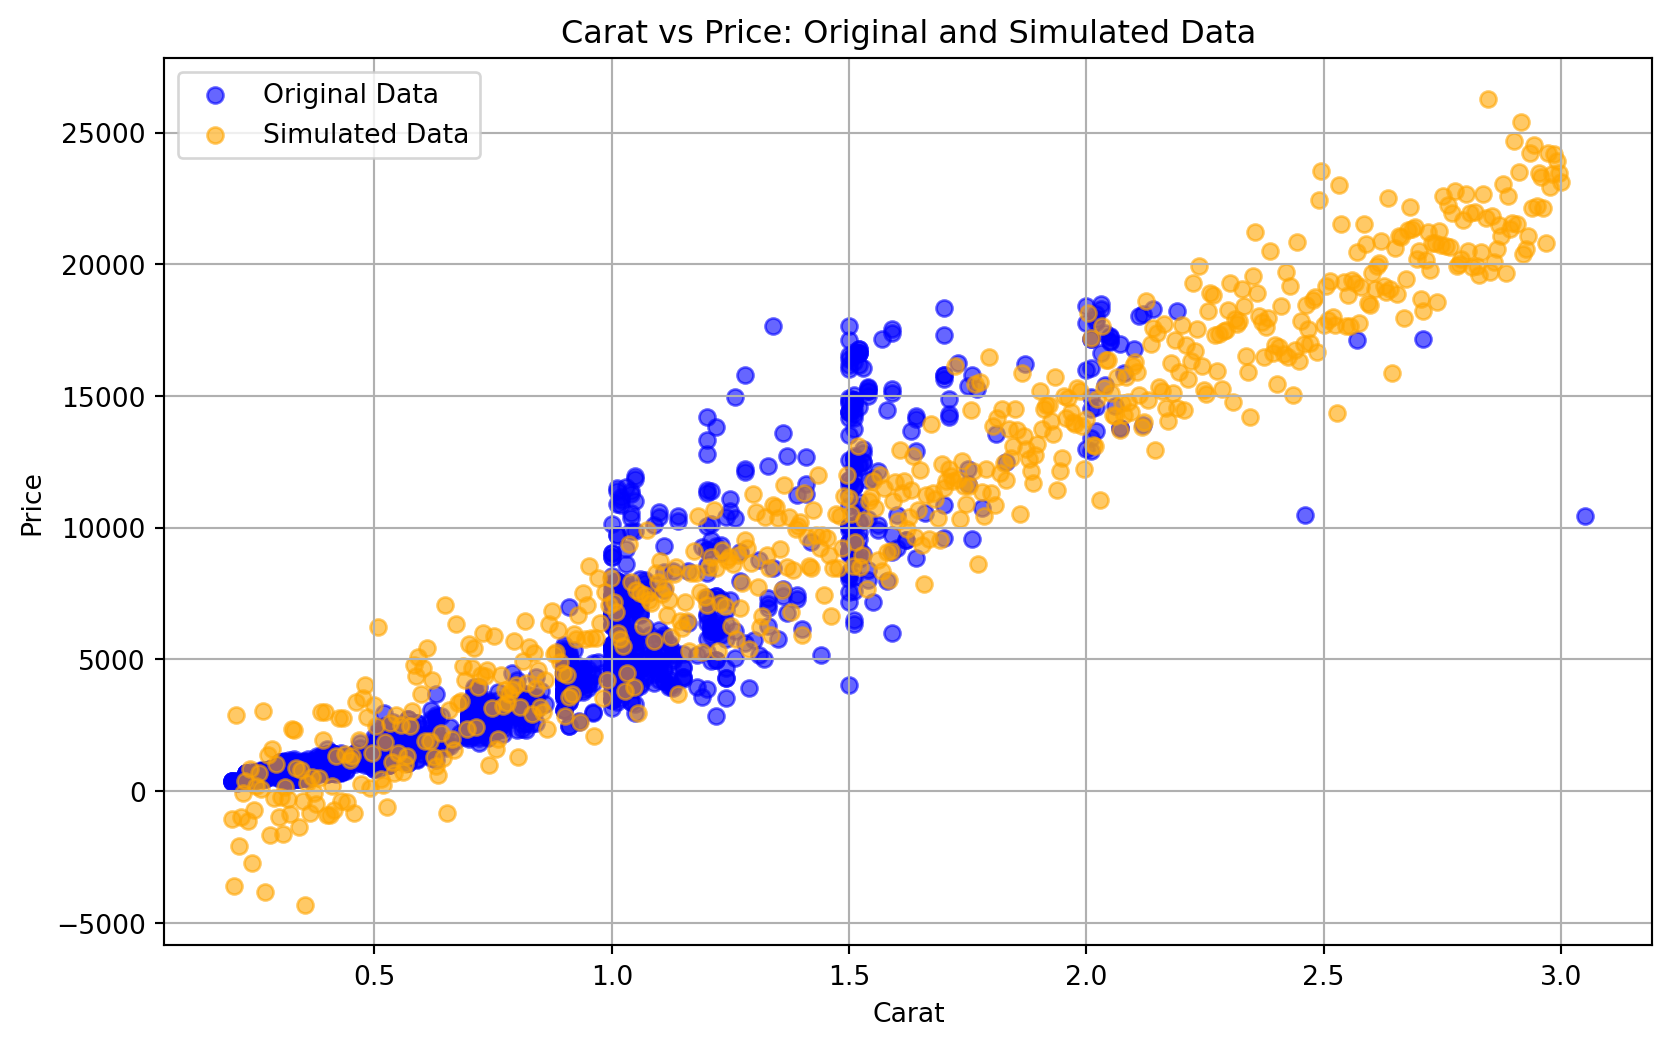 Carat vs Price: Original and Simulated Data
Original Data
Simulated Data
25000
20000
15000
10000
5000
0
−5000
Price
0.5 1.0 1.5 2.0 2.5 3.0
Carat